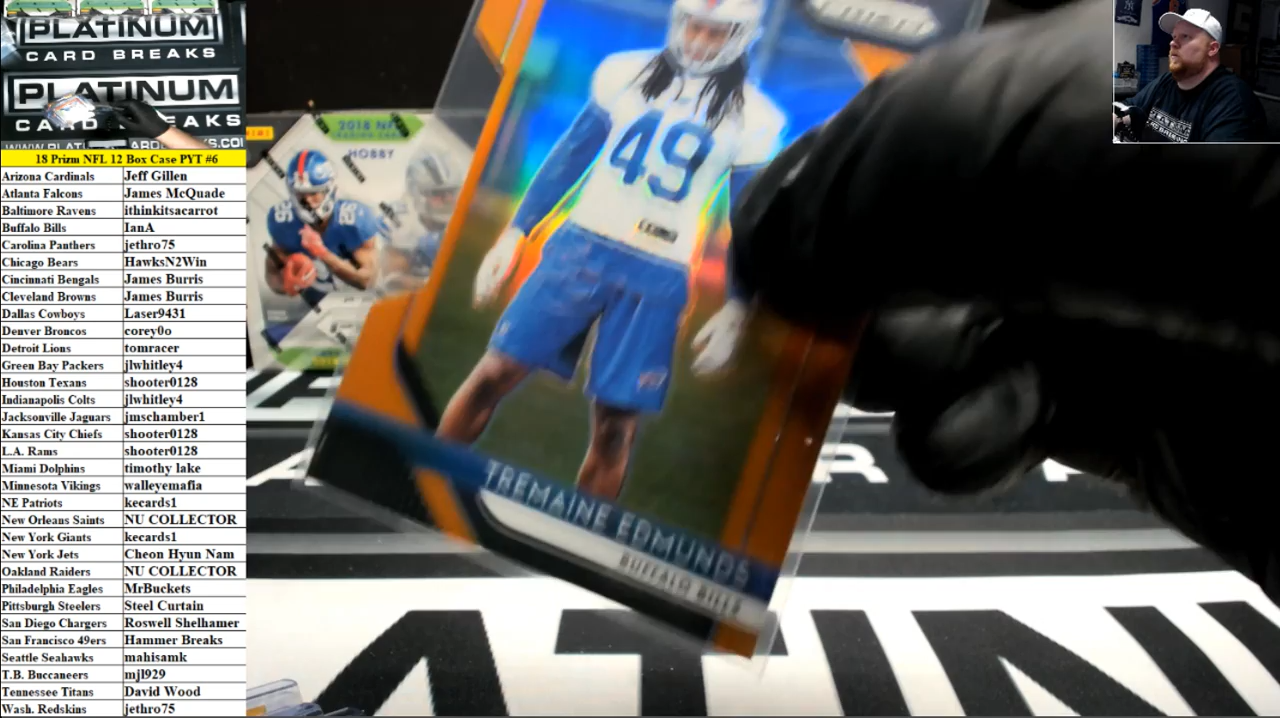 PLATINUM
CARD BREAKS
PLATINUM
CARD BREAKS
18 Prizm NFL 12 Box Case PYT #6
Arizona Cardinals Jeff Gillen
Atlanta Falcons James McQuade
Baltimore Ravens ithinkitsacarrot
Buffalo Bills IanA
Carolina Panthers jethro75
Chicago Bears HawksN2Win
Cincinnati Bengals James Burris
Cleveland Browns James Burris
Dallas Cowboys Laser9431
Denver Broncos corey0o
Detroit Lions tomracer
Green Bay Packers jlwhitley4
Houston Texans shooter0128
Indianapolis Colts jlwhitley4
Jacksonville Jaguars jmschamber1
Kansas City Chiefs shooter0128
L.A. Rams shooter0128
Miami Dolphins timothy lake
Minnesota Vikings walleyemafia
NE Patriots kecards1
New Orleans Saints NU COLLECTOR
New York Giants kecards1
New York Jets Cheon Hyun Nam
Oakland Raiders NU COLLECTOR
Philadelphia Eagles MrBuckets
Pittsburgh Steelers Steel Curtain
San Diego Chargers Roswell Shelhamer
San Francisco 49ers Hammer Breaks
Seattle Seahawks mahisamk
T.B. Buccaneers mjl929
Tennessee Titans David Wood
Wash. Redskins jethro75
2018 NFL
HOBBY
49
TREMAINE EDMUNDS
BUFFALO BILLS
ATIN